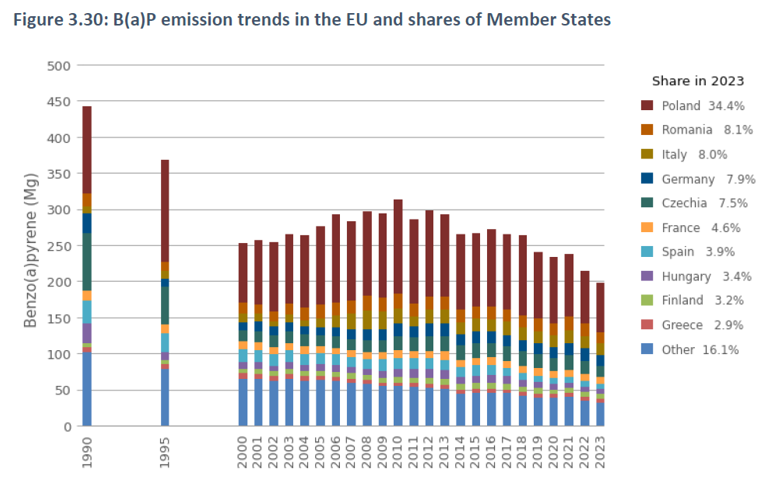 Figure 3.30: B(a)P emission trends in the EU and shares of Member States
Benzo(a)pyrene (Mg)
500
450
400
350
300
250
200
150
100
50
0
1990
1995
2000
2001
2002
2003
2004
2005
2006
2007
2008
2009
2010
2011
2012
2013
2014
2015
2016
2017
2018
2019
2020
2021
2022
2023
Share in 2023
Poland 34.4%
Romania 8.1%
Italy 8.0%
Germany 7.9%
Czechia 7.5%
France 4.6%
Spain 3.9%
Hungary 3.4%
Finland 3.2%
Greece 2.9%
Other 16.1%